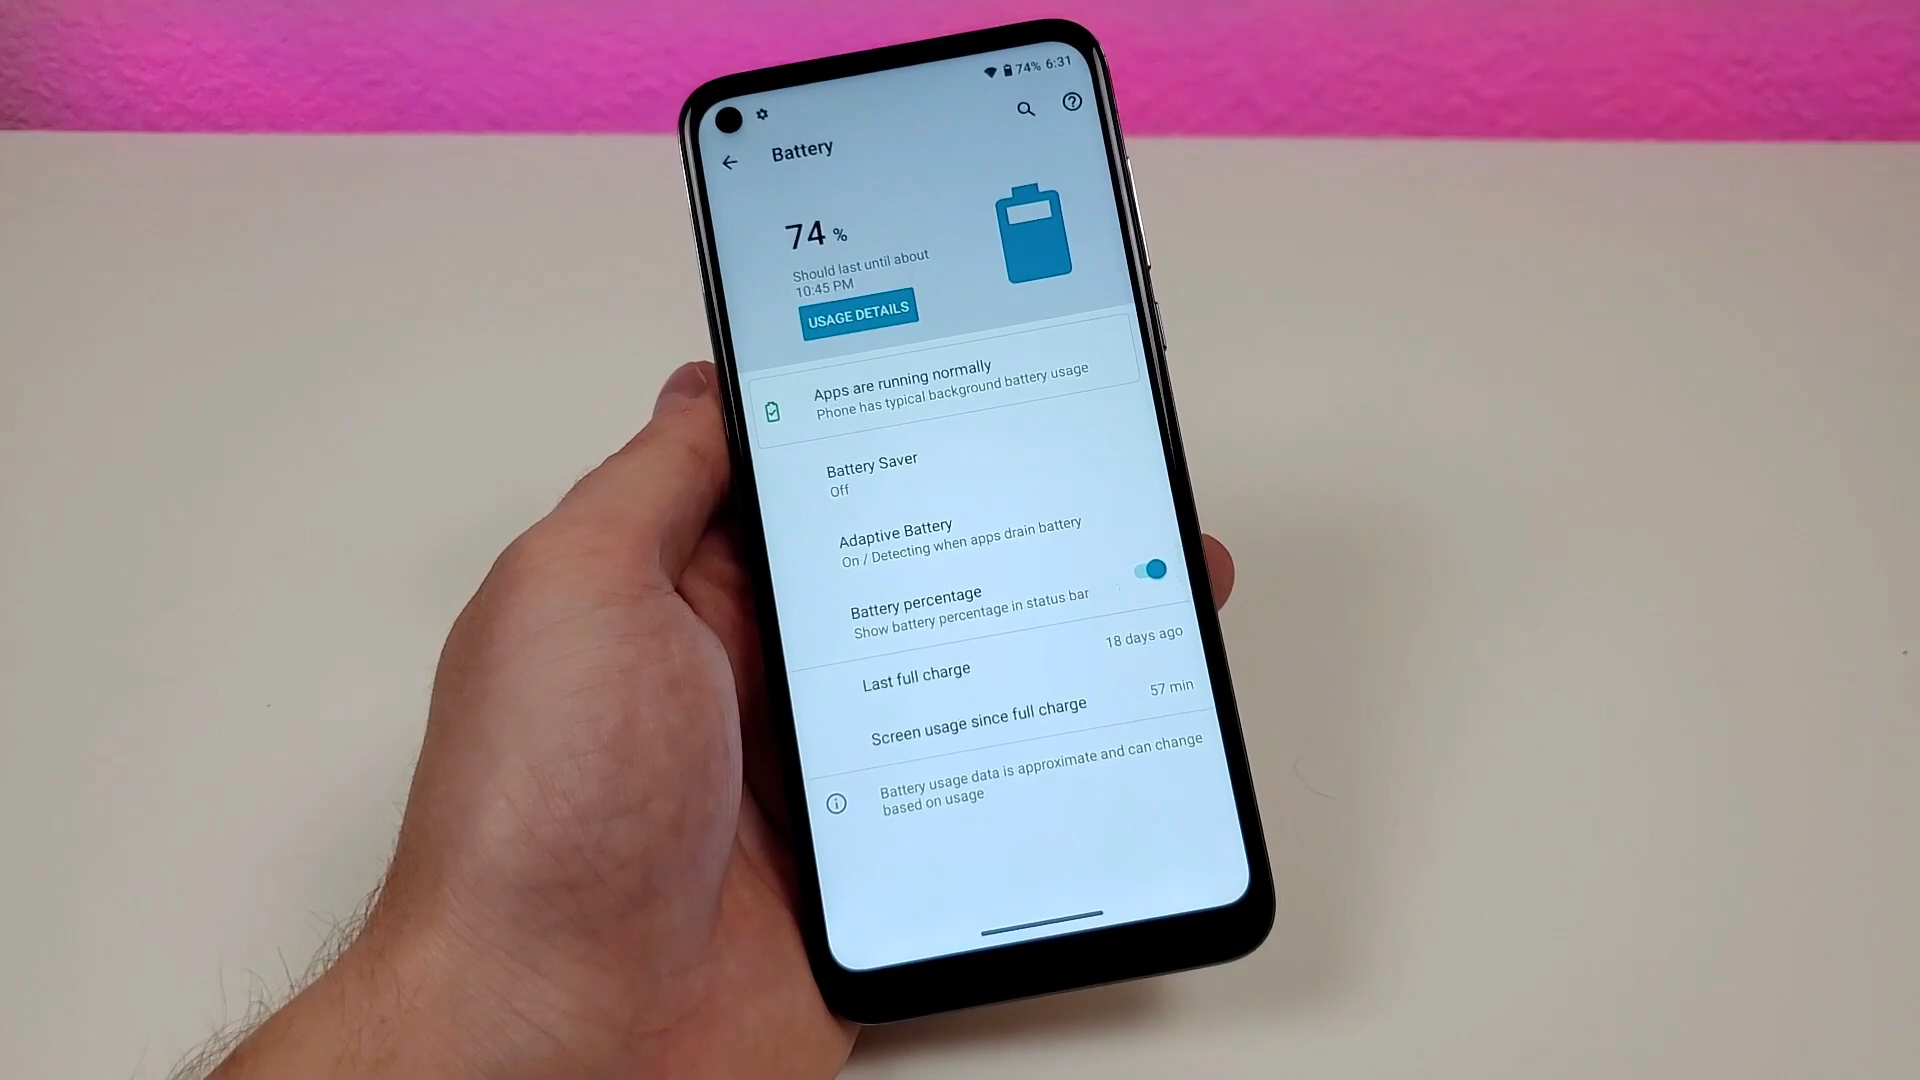 74% 6:31
Battery
74 %
Should last until about
10:45 PM
USAGE DETAILS
Apps are running normally
Phone has typical background battery usage
Battery Saver
Off
Adaptive Battery
On / Detecting when apps drain battery
Battery percentage
Show battery percentage in status bar
Last full charge
18 days ago
Screen usage since full charge
57 min
Battery usage data is approximate and can change
based on usage